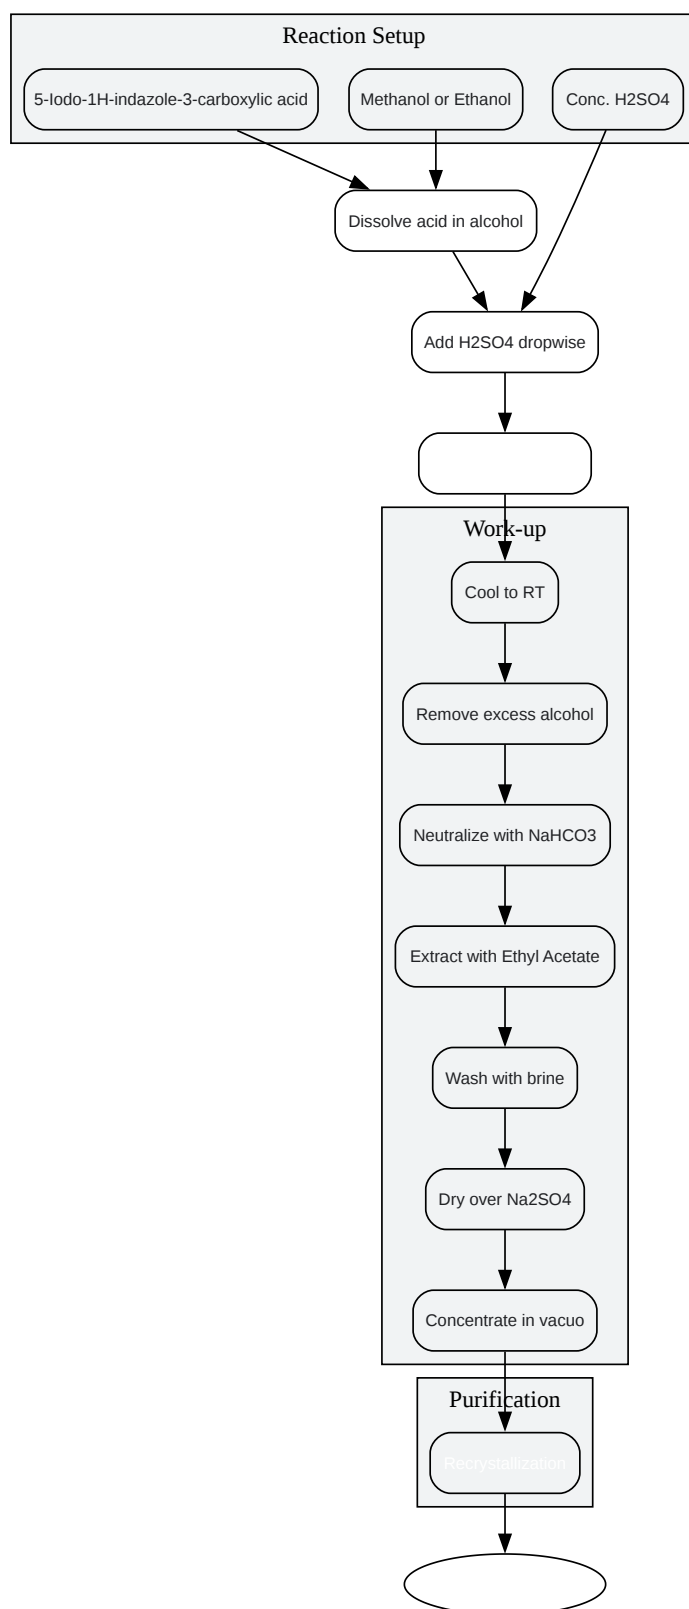 Reaction Setup
5-Iodo-1H-indazole-3-carboxylic acid
Methanol or Ethanol
Conc. H2SO4
Dissolve acid in alcohol
Add H2SO4 dropwise
Work-up
Cool to RT
Remove excess alcohol
Neutralize with NaHCO3
Extract with Ethyl Acetate
Wash with brine
Dry over Na2SO4
Concentrate in vacuo
Purification
Recrystallization